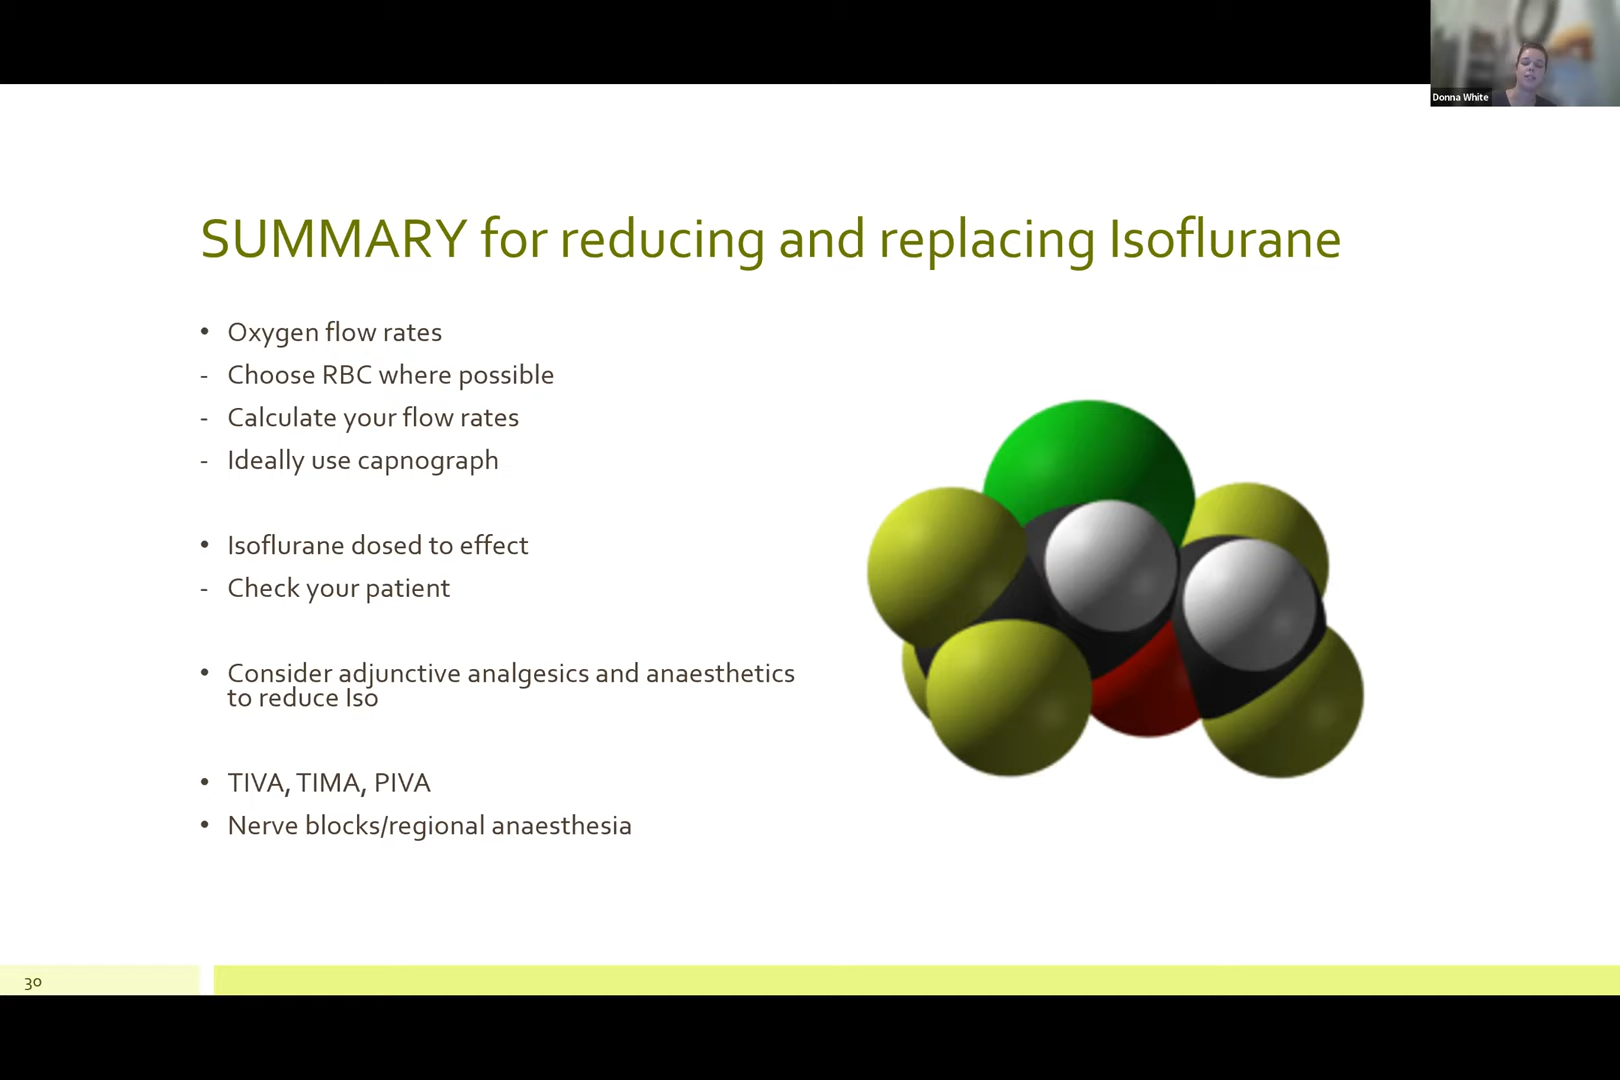 Donna White
SUMMARY for reducing and replacing Isoflurane
• Oxygen flow rates
- Choose RBC where possible
- Calculate your flow rates
- Ideally use capnograph
• Isoflurane dosed to effect
- Check your patient
• Consider adjunctive analgesics and anaesthetics
to reduce Iso
• TIVA, TIMA, PIVA
• Nerve blocks/regional anaesthesia
30